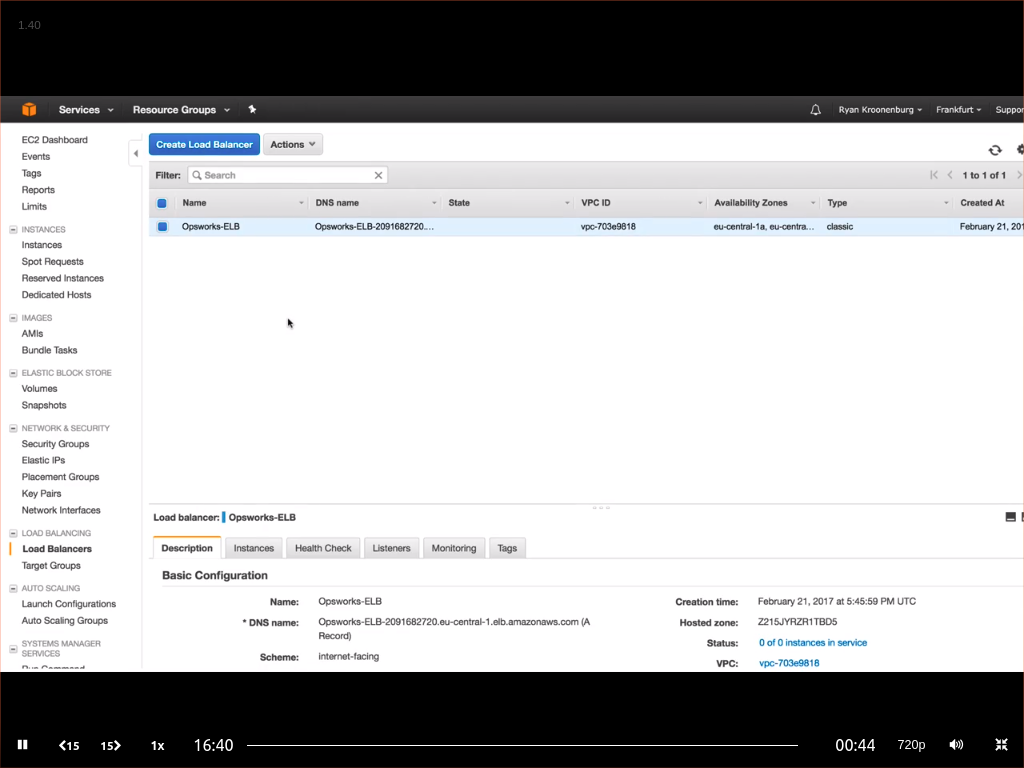 1.40
Services
Resource Groups
Ryan Kroonenburg
Frankfurt
Suppor
EC2 Dashboard
Events
Tags
Reports
Limits
INSTANCES
Instances
Spot Requests
Reserved Instances
Dedicated Hosts
IMAGES
AMIs
Bundle Tasks
ELASTIC BLOCK STORE
Volumes
Snapshots
NETWORK & SECURITY
Security Groups
Elastic IPs
Placement Groups
Key Pairs
Network Interfaces
LOAD BALANCING
Load Balancers
Target Groups
AUTO SCALING
Launch Configurations
Auto Scaling Groups
SYSTEMS MANAGER
SERVICES
Run Command
Create Load Balancer
Actions
Filter:
Search
1 to 1 of 1
Name DNS name State VPC ID Availability Zones Type Created At
Opsworks-ELB Opsworks-ELB-2091682720... vpc-703e9818 eu-central-1a, eu-centra... classic February 21, 201
Load balancer: Opsworks-ELB
Description Instances Health Check Listeners Monitoring Tags
Basic Configuration
Name: Opsworks-ELB
* DNS name: Opsworks-ELB-2091682720.eu-central-1.elb.amazonaws.com (A
Record)
Scheme: internet-facing
Creation time: February 21, 2017 at 5:45:59 PM UTC
Hosted zone: Z215JYRZR1TBD5
Status: 0 of 0 instances in service
VPC: vpc-703e9818
15
15
1x
16:40
00:44
720p